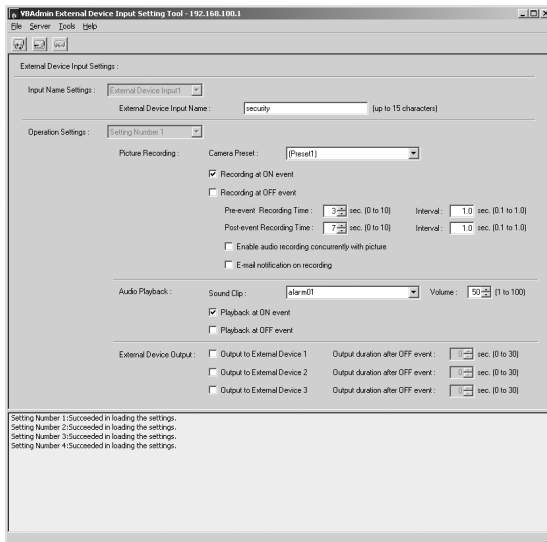 VBAdmin External Device Input Setting Tool - 192.168.100.1
File Server Tools Help
External Device Input Settings :
Input Name Settings : External Device Input1
External Device Input Name : security (up to 15 characters)
Operation Settings : Setting Number 1
Picture Recording : Camera Preset : (Preset1)
Recording at ON event
Recording at OFF event
Pre-event Recording Time : 3 sec. (0 to 10) Interval : 1.0 sec. (0.1 to 1.0)
Post-event Recording Time : 7 sec. (0 to 10) Interval : 1.0 sec. (0.1 to 1.0)
Enable audio recording concurrently with picture
E-mail notification on recording
Audio Playback : Sound Clip : alarm01 Volume : 50 (1 to 100)
Playback at ON event
Playback at OFF event
External Device Output : Output to External Device 1 Output duration after OFF event : 0 sec. (0 to 30)
Output to External Device 2 Output duration after OFF event : 0 sec. (0 to 30)
Output to External Device 3 Output duration after OFF event : 0 sec. (0 to 30)
Setting Number 1:Succeeded in loading the settings.
Setting Number 2:Succeeded in loading the settings.
Setting Number 3:Succeeded in loading the settings.
Setting Number 4:Succeeded in loading the settings.